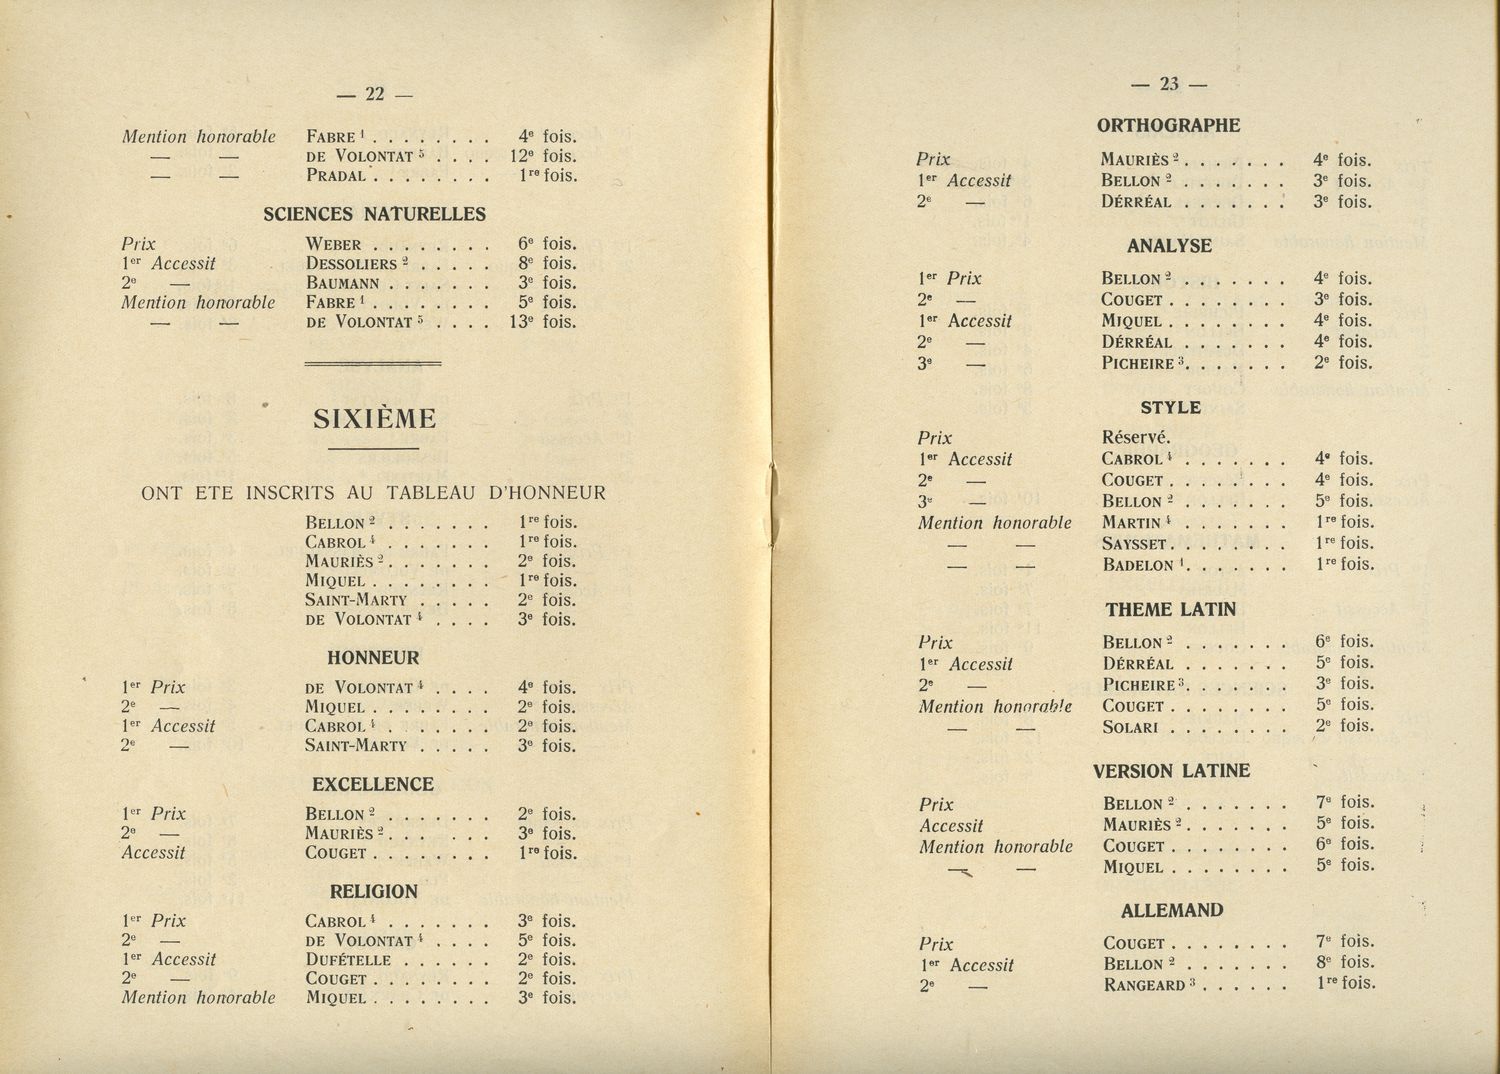 — 22 —
Mention honorable FABRE 1 . . . . . . . . 4e fois.
— — DE VOLONTAT 5 . . . . 12e fois.
— — PRADAL . . . . . . . . 1re fois.
SCIENCES NATURELLES
Prix WEBER . . . . . . . . 6e fois.
1er Accessit DESSOLIERS 2 . . . . . 8e fois.
2e — BAUMANN . . . . . . . 3e fois.
Mention honorable FABRE 1 . . . . . . . . 5e fois.
— — DE VOLONTAT 5 . . . . 13e fois.
SIXIÈME
ONT ETE INSCRITS AU TABLEAU D'HONNEUR
BELLON 2 . . . . . . . 1re fois.
CABROL 4 . . . . . . . 1re fois.
MAURIÈS 2 . . . . . . . 2e fois.
MIQUEL . . . . . . . . 1re fois.
SAINT-MARTY . . . . . 2e fois.
DE VOLONTAT 4 . . . . 3e fois.
HONNEUR
1er Prix DE VOLONTAT 4 . . . . 4e fois.
2e — MIQUEL . . . . . . . . 2e fois.
1er Accessit CABROL 4 . . . . . . . 2e fois.
2e — SAINT-MARTY . . . . . 3e fois.
EXCELLENCE
1er Prix BELLON 2 . . . . . . . 2e fois.
2e — MAURIÈS 2 . . . . . . 3e fois.
Accessit COUGET . . . . . . . . 1re fois.
RELIGION
1er Prix CABROL 4 . . . . . . . 3e fois.
2e — DE VOLONTAT 4 . . . . 5e fois.
1er Accessit DUFÉTELLE . . . . . . 2e fois.
2e — COUGET . . . . . . . . 2e fois.
Mention honorable MIQUEL . . . . . . . . 3e fois.
— 23 —
ORTHOGRAPHE
Prix MAURIÈS 2 . . . . . . . 4e fois.
1er Accessit BELLON 2 . . . . . . . 3e fois.
2e — DÉRRÉAL . . . . . . . 3e fois.
ANALYSE
1er Prix BELLON 2 . . . . . . . 4e fois.
2e — COUGET . . . . . . . . 3e fois.
1er Accessit MIQUEL . . . . . . . . 4e fois.
2e — DÉRRÉAL . . . . . . . 4e fois.
3e — PICHEIRE 3 . . . . . . . 2e fois.
STYLE
Prix Réservé.
1er Accessit CABROL 4 . . . . . . . 4e fois.
2e — COUGET . . . . . . . . 4e fois.
3e — BELLON 2 . . . . . . . 5e fois.
Mention honorable MARTIN 4 . . . . . . . 1re fois.
— — SAYSSET . . . . . . . . 1re fois.
— — BADELON 1 . . . . . . . 1re fois.
THEME LATIN
Prix BELLON 2 . . . . . . . 6e fois.
1er Accessit DÉRRÉAL . . . . . . . 5e fois.
2e — PICHEIRE 3 . . . . . . . 3e fois.
Mention honorable COUGET . . . . . . . . 5e fois.
— — SOLARI . . . . . . . . 2e fois.
VERSION LATINE
Prix BELLON 2 . . . . . . . 7e fois.
Accessit MAURIÈS 2 . . . . . . . 5e fois.
Mention honorable COUGET . . . . . . . . 6e fois.
— — MIQUEL . . . . . . . . 5e fois.
ALLEMAND
Prix COUGET . . . . . . . . 7e fois.
1er Accessit BELLON 2 . . . . . . . 8e fois.
2e — RANGEARD 3 . . . . . . 1re fois.